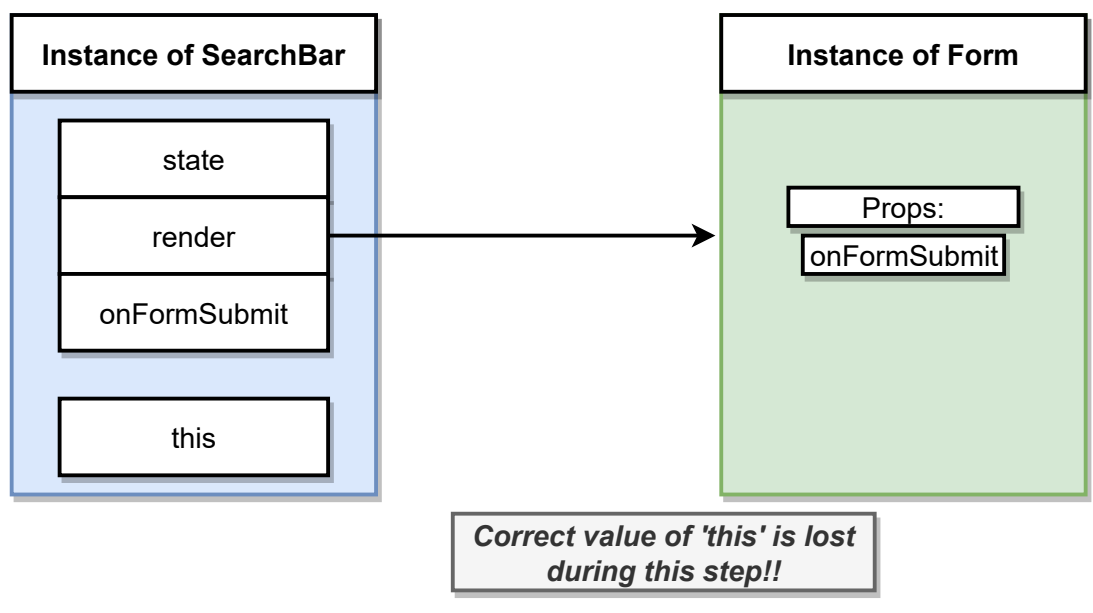 Instance of SearchBar
state
render
onFormSubmit
this
Instance of Form
Props:
onFormSubmit
Correct value of 'this' is lost
during this step!!